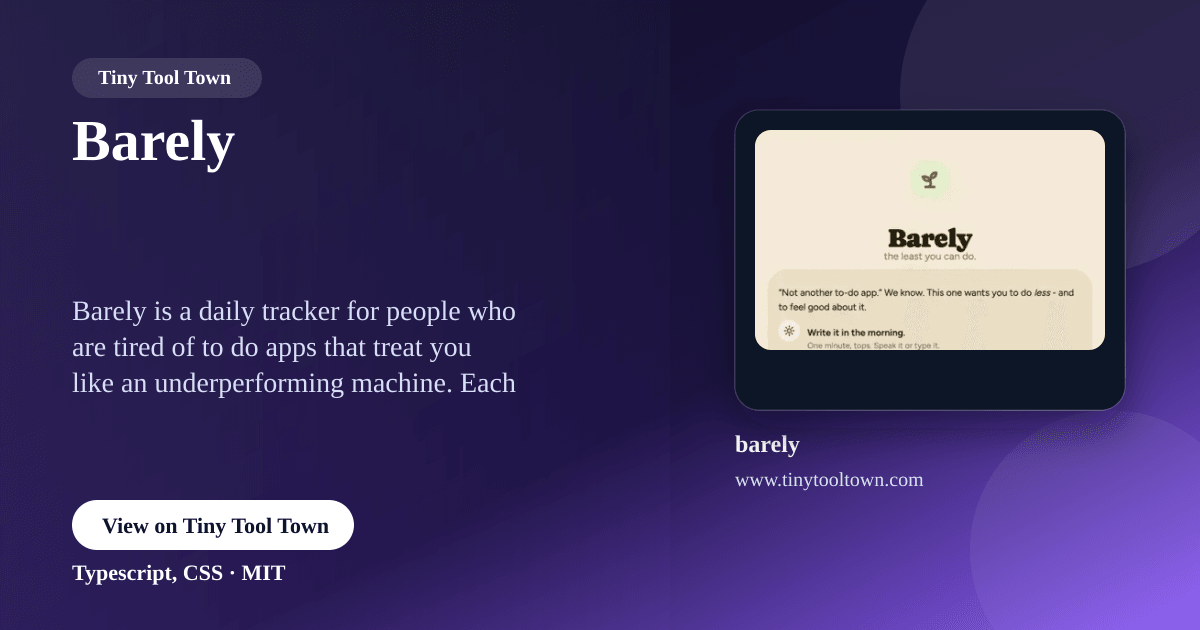 Tiny Tool Town
Barely
Barely is a daily tracker for people who
are tired of to do apps that treat you
like an underperforming machine. Each
View on Tiny Tool Town
Typescript, CSS · MIT
Barely
the least you can do.
"Not another to-do app." We know. This one wants you to do less - and
to feel good about it.
Write it in the morning.
One minute, tops. Speak it or type it.
barely
www.tinytooltown.com